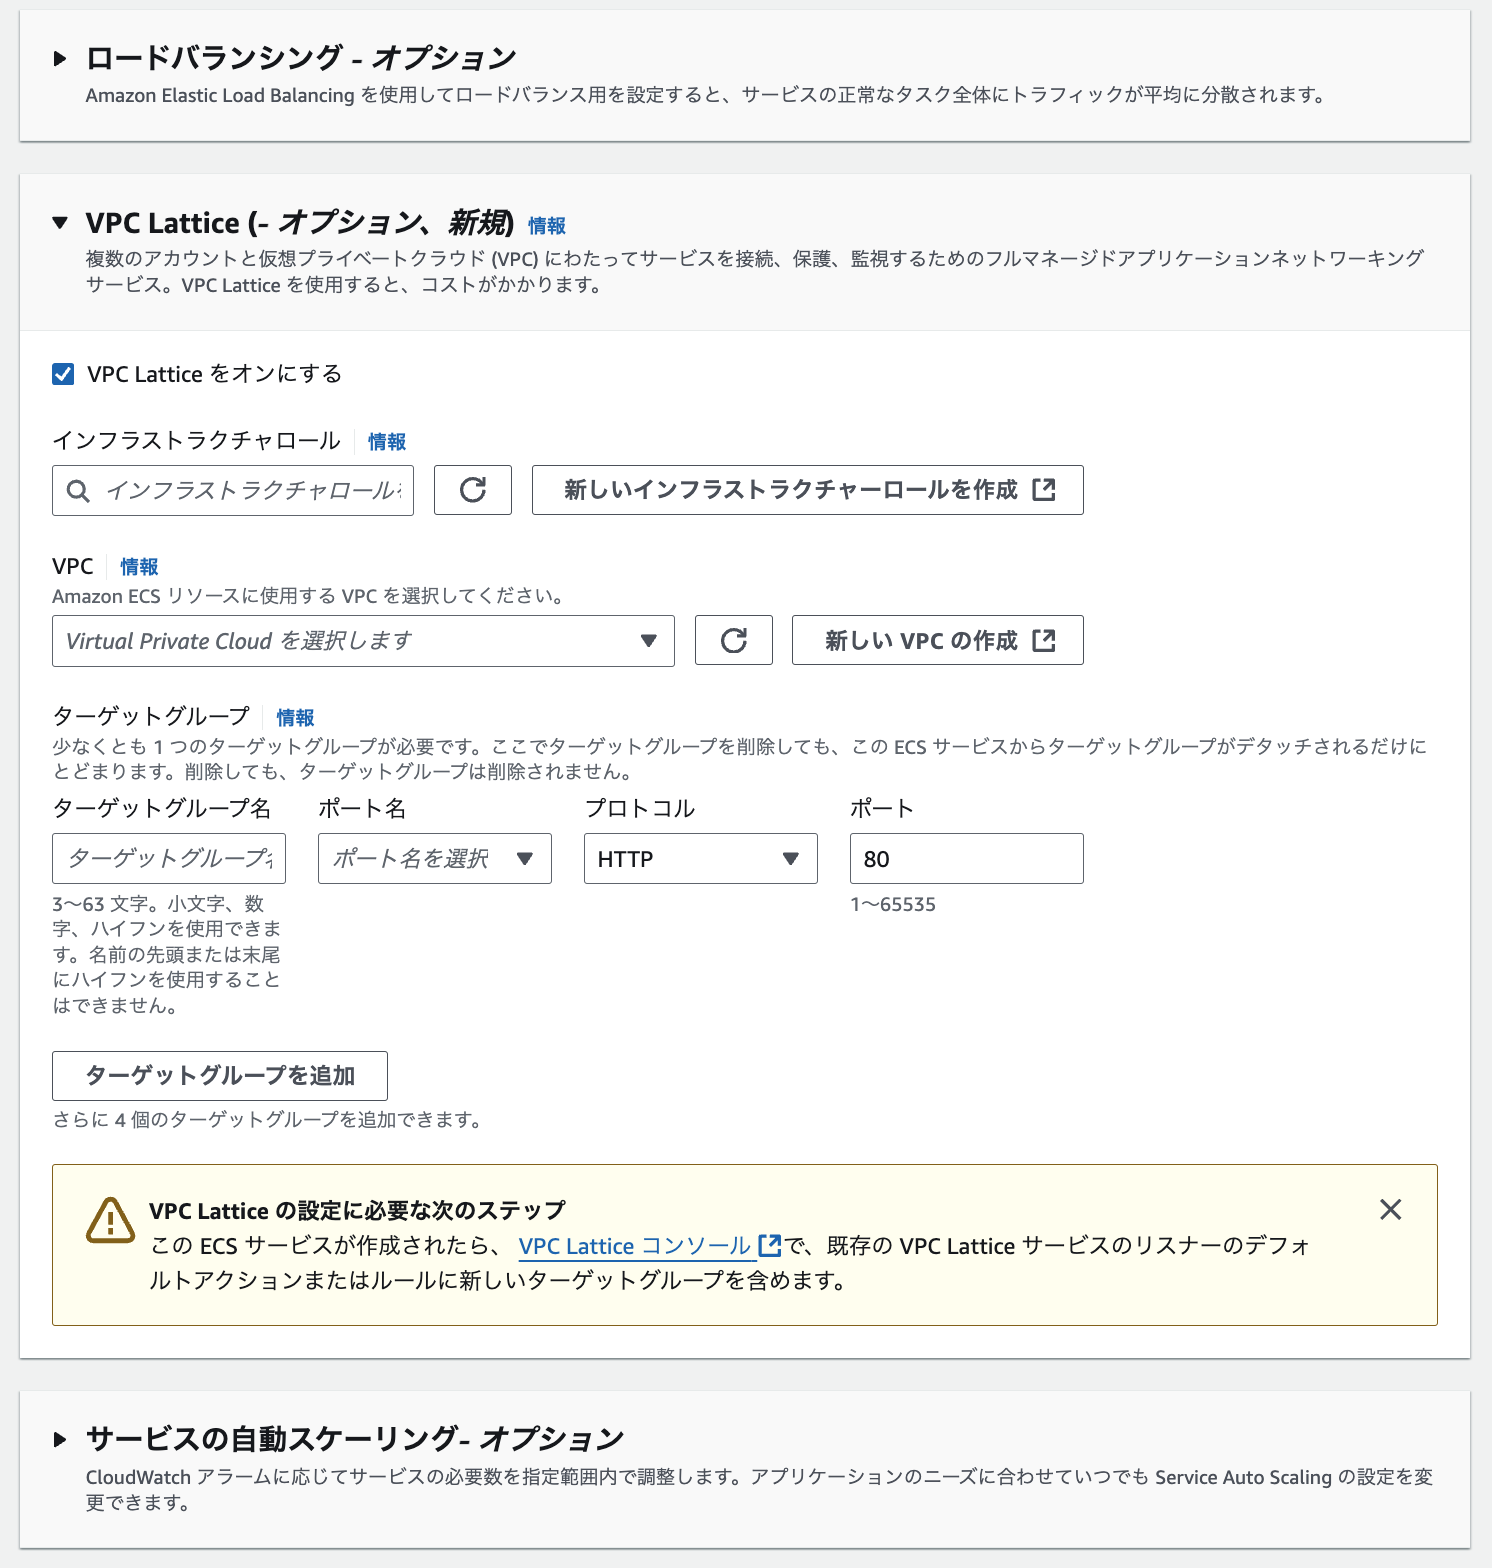 ロードバランシング - オプション
Amazon Elastic Load Balancing を使用してロードバランス用を設定すると、サービスの正常なタスク全体にトラフィックが平均に分散されます。
VPC Lattice (- オプション、新規) 情報
複数のアカウントと仮想プライベートクラウド (VPC) にわたってサービスを接続、保護、監視するためのフルマネージドアプリケーションネットワーキング
サービス。VPC Lattice を使用すると、コストがかかります。
VPC Lattice をオンにする
インフラストラクチャロール 情報
インフラストラクチャロール
新しいインフラストラクチャーロールを作成
VPC 情報
Amazon ECS リソースに使用する VPC を選択してください。
Virtual Private Cloud を選択します
新しい VPC の作成
ターゲットグループ 情報
少なくとも 1 つのターゲットグループが必要です。ここでターゲットグループを削除しても、この ECS サービスからターゲットグループがデタッチされるだけに
とどまります。削除しても、ターゲットグループは削除されません。
ターゲットグループ名 ポート名 プロトコル ポート
ターゲットグループ ポート名を選択 HTTP 80
3〜63 文字。小文字、数 1〜65535
字、ハイフンを使用できま
す。名前の先頭または末尾
にハイフンを使用すること
はできません。
ターゲットグループを追加
さらに 4 個のターゲットグループを追加できます。
VPC Lattice の設定に必要な次のステップ
この ECS サービスが作成されたら、 VPC Lattice コンソール で、既存の VPC Lattice サービスのリスナーのデフォ
ルトアクションまたはルールに新しいターゲットグループを含めます。
サービスの自動スケーリング- オプション
CloudWatch アラームに応じてサービスの必要数を指定範囲内で調整します。アプリケーションのニーズに合わせていつでも Service Auto Scaling の設定を変
更できます。